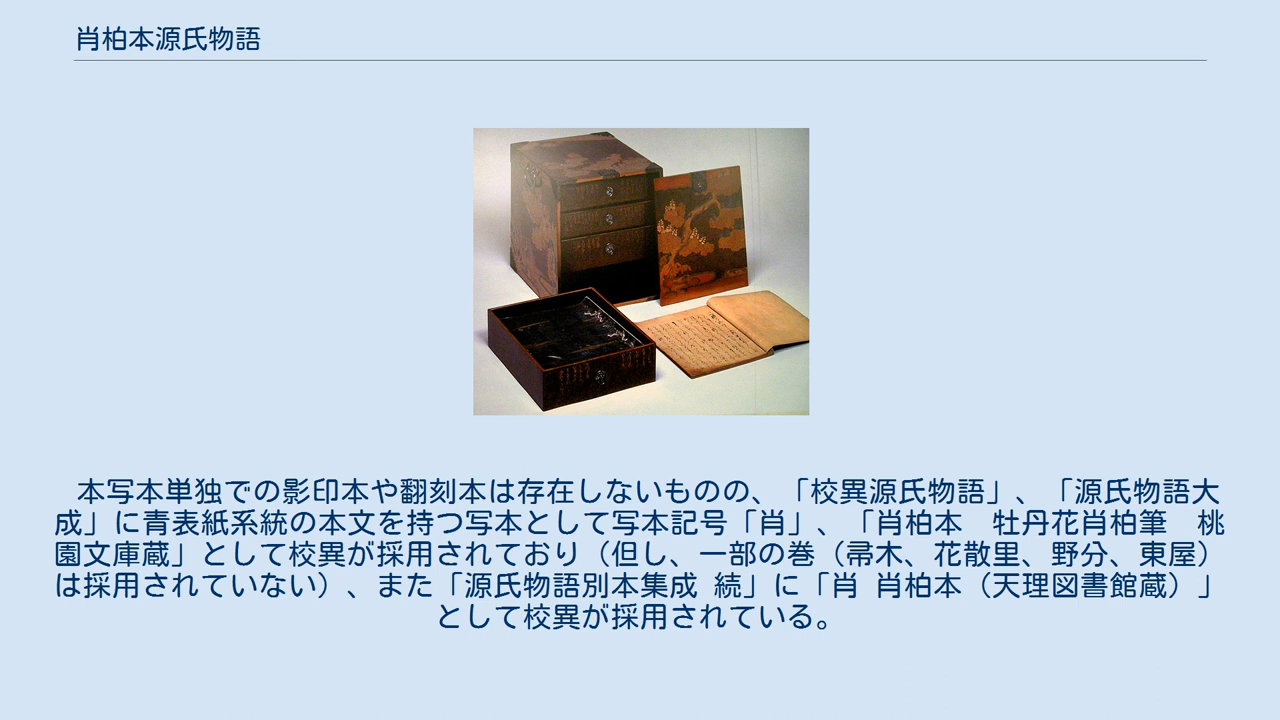 肖柏本源氏物語
本写本単独での影印本や翻刻本は存在しないものの、「校異源氏物語」、「源氏物語大
成」に青表紙系統の本文を持つ写本として写本記号「肖」、「肖柏本　牡丹花肖柏筆　桃
園文庫蔵」として校異が採用されており（但し、一部の巻（帚木、花散里、野分、東屋）
は採用されていない）、また「源氏物語別本集成 続」に「肖 肖柏本（天理図書館蔵）」
として校異が採用されている。